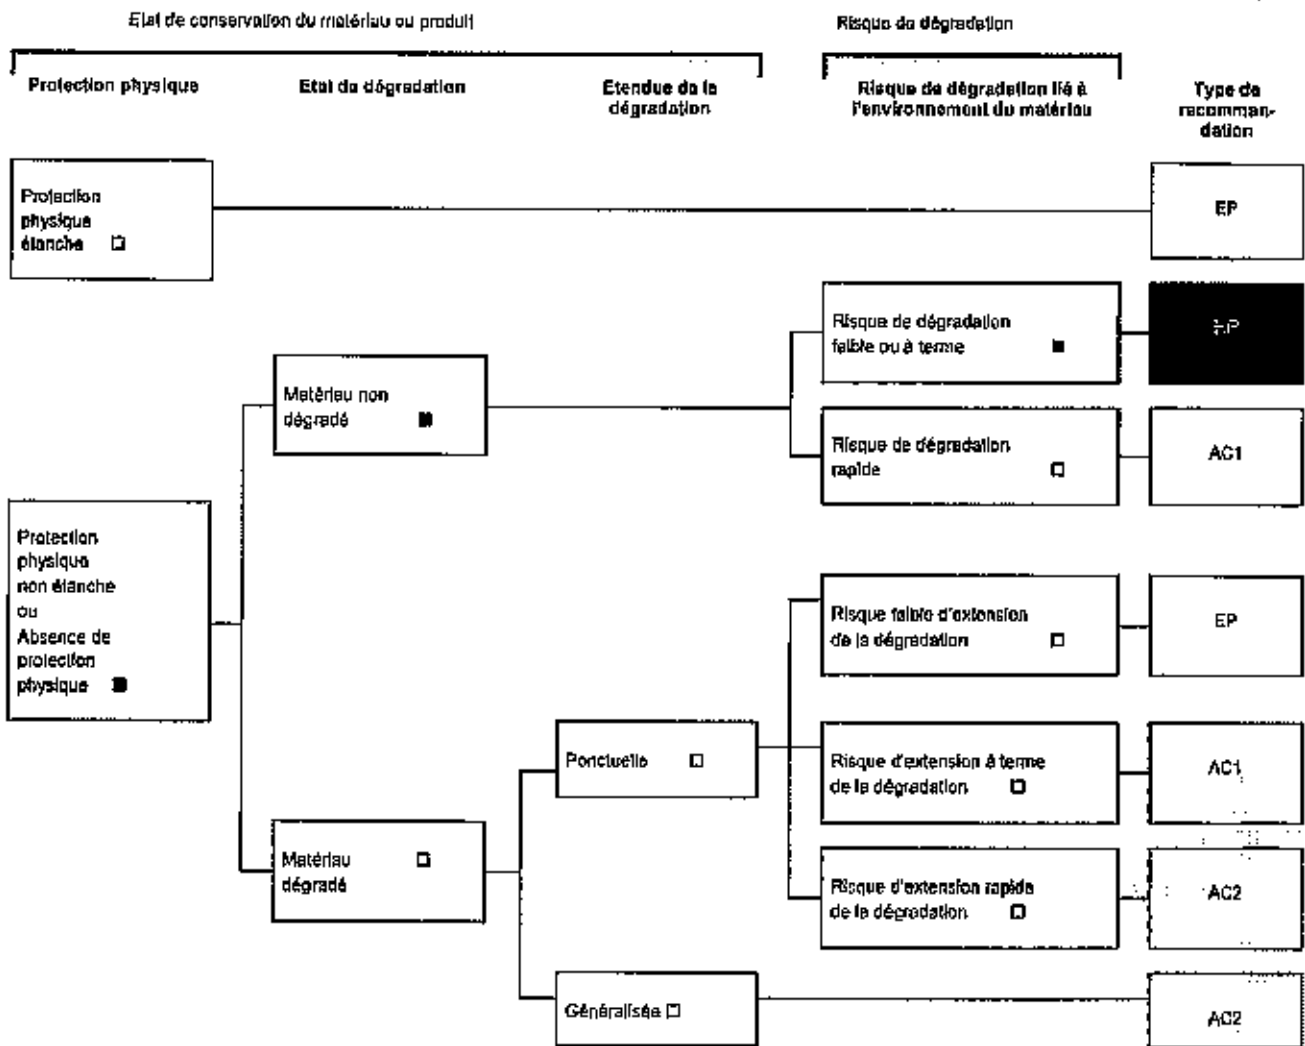 Etat de conservation du matériau ou produit
Risque de dégradation
Protection physique
Etat de dégradation
Etendue de la
dégradation
Risque de dégradation lié à
l'environnement du matériau
Type de
recomman-
dation
Protection
physique
étanche
EP
Risque de dégradation
faible ou à terme
EP
Matériau non
dégradé
Risque de dégradation
rapide
AC1
Protection
physique
non étanche
ou
Absence de
protection
physique
Risque faible d'extension
de la dégradation
EP
Ponctuelle
Risque d'extension à terme
de la dégradation
AC1
Matériau
dégradé
Risque d'extension rapide
de la dégradation
AC2
Généralisée
AC2